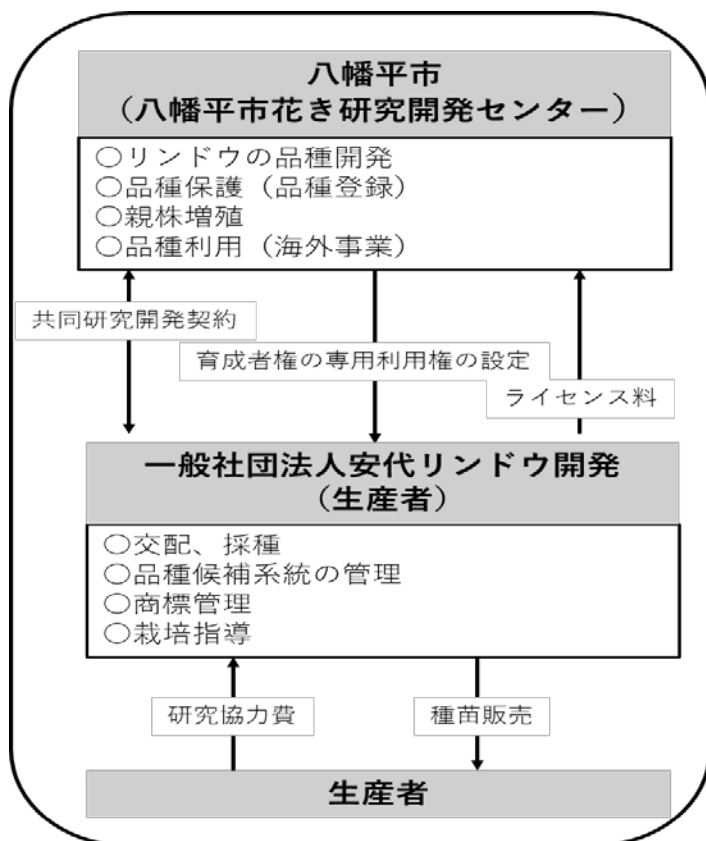 八幡平市
（八幡平市花き研究開発センター）
○リンドウの品種開発
○品種保護（品種登録）
○親株増殖
○品種利用（海外事業）
共同研究開発契約
育成者権の専用利用権の設定
ライセンス料
一般社団法人安代リンドウ開発
（生産者）
○交配、採種
○品種候補系統の管理
○商標管理
○栽培指導
研究協力費
種苗販売
生産者